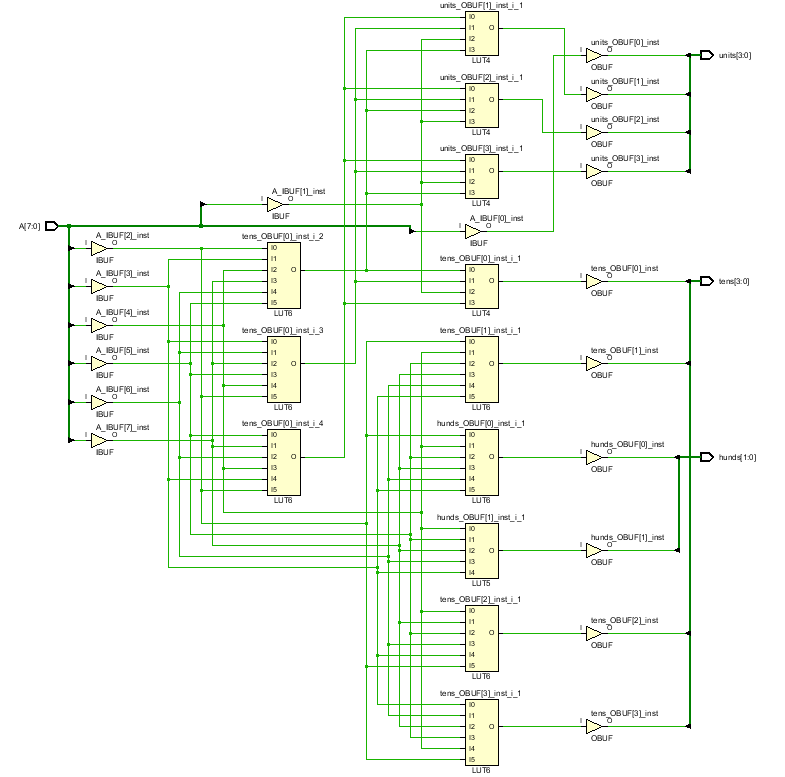 units_OBUF[1]_inst_i_1
I0
I1
O
I2
I3
LUT4
units_OBUF[0]_inst
I
O
OBUF
units[3:0]
units_OBUF[2]_inst_i_1
I0
I1
O
I2
I3
LUT4
units_OBUF[1]_inst
I
O
OBUF
units_OBUF[2]_inst
I
O
OBUF
units_OBUF[3]_inst_i_1
I0
I1
O
I2
I3
LUT4
units_OBUF[3]_inst
I
O
OBUF
A_IBUF[1]_inst
I
O
IBUF
A[7:0]
A_IBUF[0]_inst
I
O
IBUF
A_IBUF[2]_inst
I
O
IBUF
A_IBUF[3]_inst
I
O
IBUF
A_IBUF[4]_inst
I
O
IBUF
A_IBUF[5]_inst
I
O
IBUF
A_IBUF[6]_inst
I
O
IBUF
A_IBUF[7]_inst
I
O
IBUF
tens_OBUF[0]_inst_i_2
I0
I1
I2
O
I3
I4
I5
LUT6
tens_OBUF[0]_inst_i_3
I0
I1
I2
O
I3
I4
I5
LUT6
tens_OBUF[0]_inst_i_4
I0
I1
I2
O
I3
I4
I5
LUT6
tens_OBUF[0]_inst_i_1
I0
I1
O
I2
I3
LUT4
tens_OBUF[0]_inst
I
O
OBUF
tens[3:0]
tens_OBUF[1]_inst_i_1
I0
I1
I2
O
I3
I4
I5
LUT6
tens_OBUF[1]_inst
I
O
OBUF
hunds_OBUF[0]_inst_i_1
I0
I1
I2
O
I3
I4
I5
LUT6
hunds_OBUF[0]_inst
I
O
OBUF
hunds[1:0]
hunds_OBUF[1]_inst_i_1
I0
I1
I2
O
I3
I4
LUT5
hunds_OBUF[1]_inst
I
O
OBUF
tens_OBUF[2]_inst_i_1
I0
I1
I2
O
I3
I4
I5
LUT6
tens_OBUF[2]_inst
I
O
OBUF
tens_OBUF[3]_inst_i_1
I0
I1
I2
O
I3
I4
I5
LUT6
tens_OBUF[3]_inst
I
O
OBUF